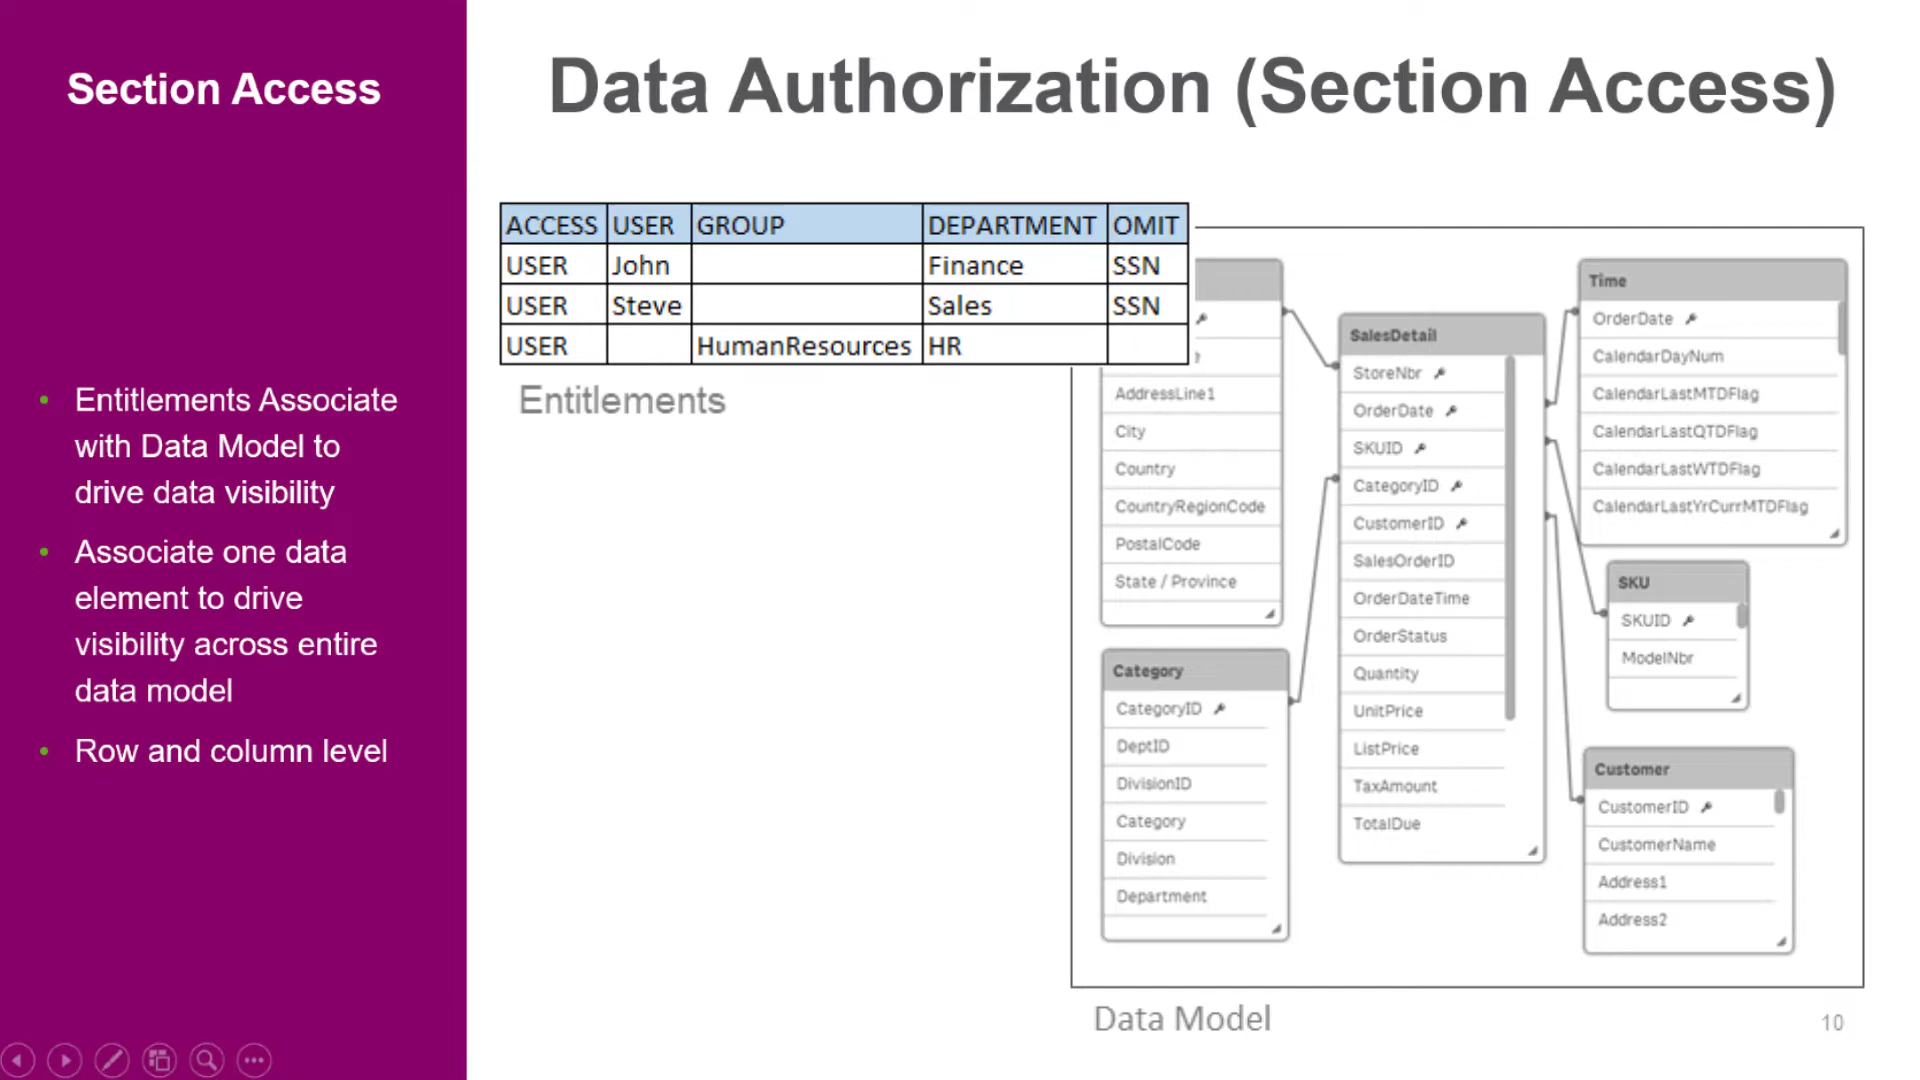 Section Access
Entitlements Associate
with Data Model to
drive data visibility
Associate one data
element to drive
visibility across entire
data model
Row and column level
Data Authorization (Section Access)
ACCESS USER GROUP DEPARTMENT OMIT
USER John Finance SSN
USER Steve Sales SSN
USER HumanResources HR
Entitlements
AddressLine1
City
Country
CountryRegionCode
PostalCode
State / Province
Category
CategoryID
DeptID
DivisionID
Category
Division
Department
SalesDetail
StoreNbr
OrderDate
SKUID
CategoryID
CustomerID
SalesOrderID
OrderDateTime
OrderStatus
Quantity
UnitPrice
ListPrice
TaxAmount
TotalDue
Time
OrderDate
CalendarDayNum
CalendarLastMTDFlag
CalendarLastQTDFlag
CalendarLastWTDFlag
CalendarLastYrCurrMTDFlag
SKU
SKUID
ModelNbr
Customer
CustomerID
CustomerName
Address1
Address2
Data Model
10